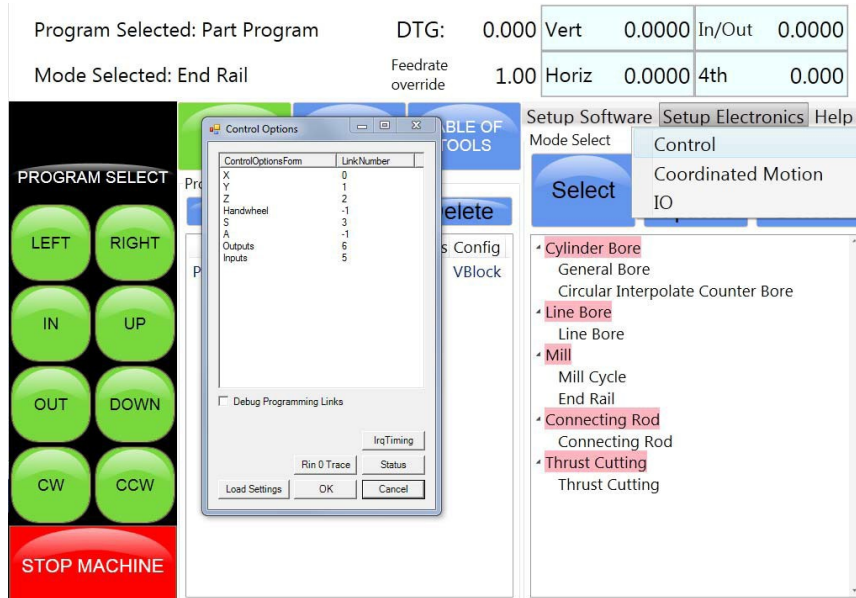 Program Selected: Part Program
DTG: 0.000
Vert 0.0000
In/Out 0.0000
Mode Selected: End Rail
Feedrate
override 1.00
Horiz 0.0000
4th 0.000
PROGRAM SELECT
LEFT RIGHT
IN UP
OUT DOWN
CW CCW
STOP MACHINE
TOOLS
Control Options
ControlOptionsForm LinkNumber
X 0
Y 1
Z 2
Handwheel -1
S 3
A -1
Outputs 6
Inputs 5
Debug Programming Links
IrqTiming
Rin 0 Trace Status
Load Settings OK Cancel
Config
VBlock
Setup Software Setup Electronics Help
Mode Select
Control
Coordinated Motion
IO
Select
Cylinder Bore
General Bore
Circular Interpolate Counter Bore
Line Bore
Line Bore
Mill
Mill Cycle
End Rail
Connecting Rod
Connecting Rod
Thrust Cutting
Thrust Cutting